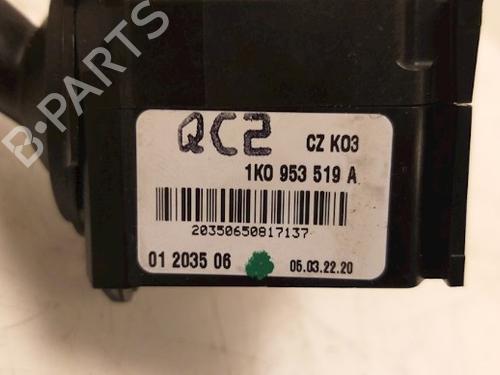 B-PARTS
QC2
CZ K03
1K0 953 519 A
20350650817137
01 2035 06
05.03.22.20